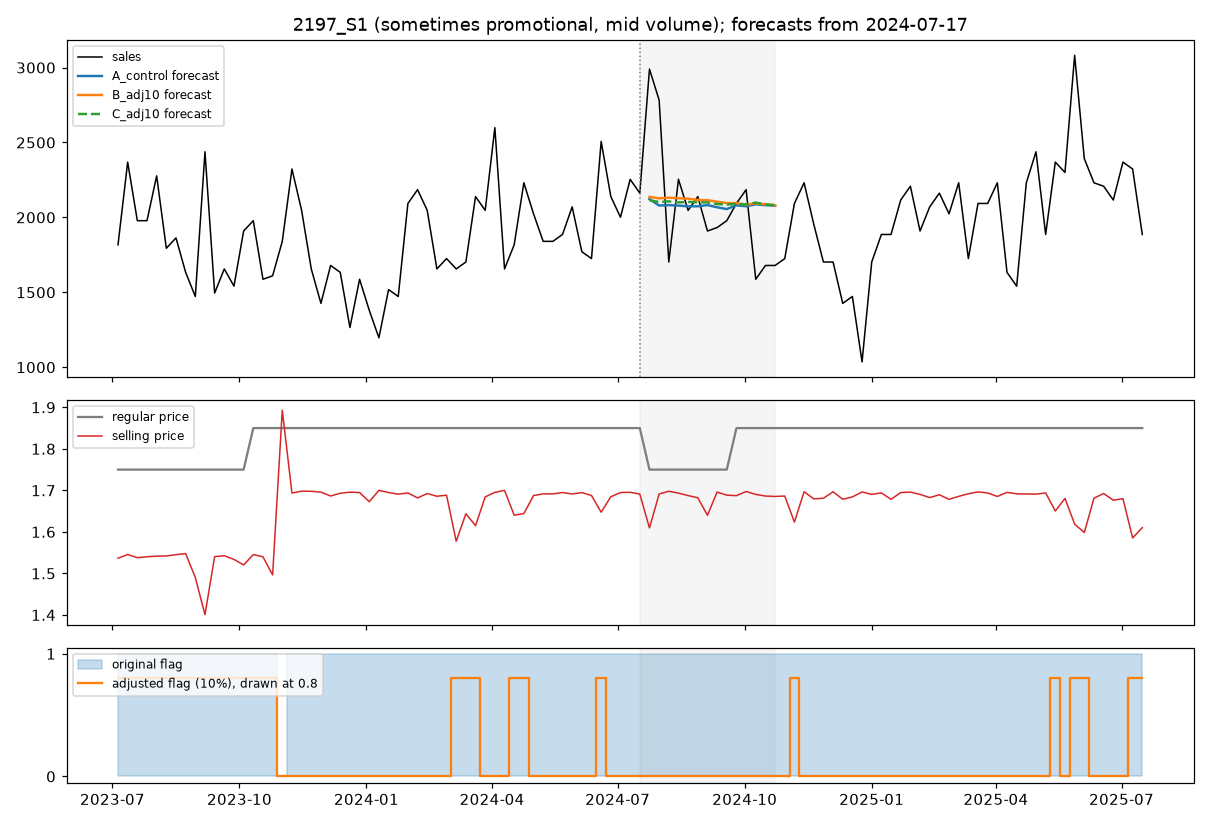 2197_S1 (sometimes promotional, mid volume); forecasts from 2024-07-17
sales
A_control forecast
B_adj10 forecast
C_adj10 forecast
3000
2500
2000
1500
1000
regular price
selling price
1.9
1.8
1.7
1.6
1.5
1.4
original flag
adjusted flag (10%), drawn at 0.8
1
0
2023-07 2023-10 2024-01 2024-04 2024-07 2024-10 2025-01 2025-04 2025-07